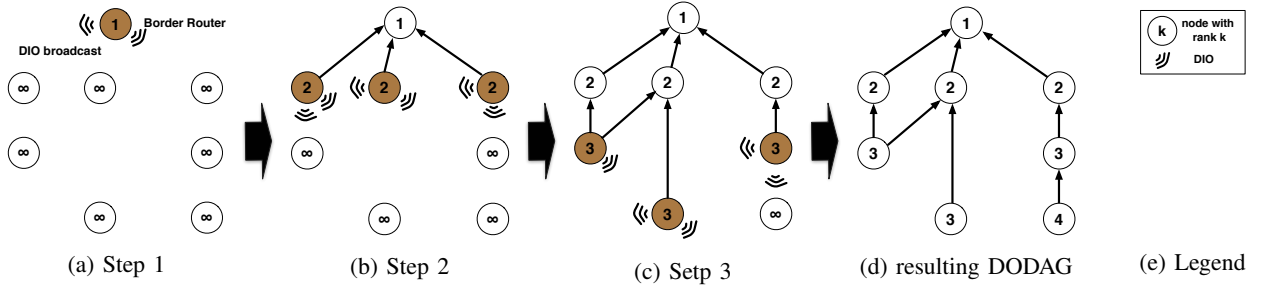 1 Border Router
DIO broadcast
∞ ∞ ∞
∞ ∞
∞ ∞
(a) Step 1
1
2 2 2
∞ ∞
∞ ∞
(b) Step 2
1
2 2 2
3 3
3 ∞
(c) Setp 3
1
2 2 2
3 3
3 4
(d) resulting DODAG
k node with
rank k
DIO
(e) Legend